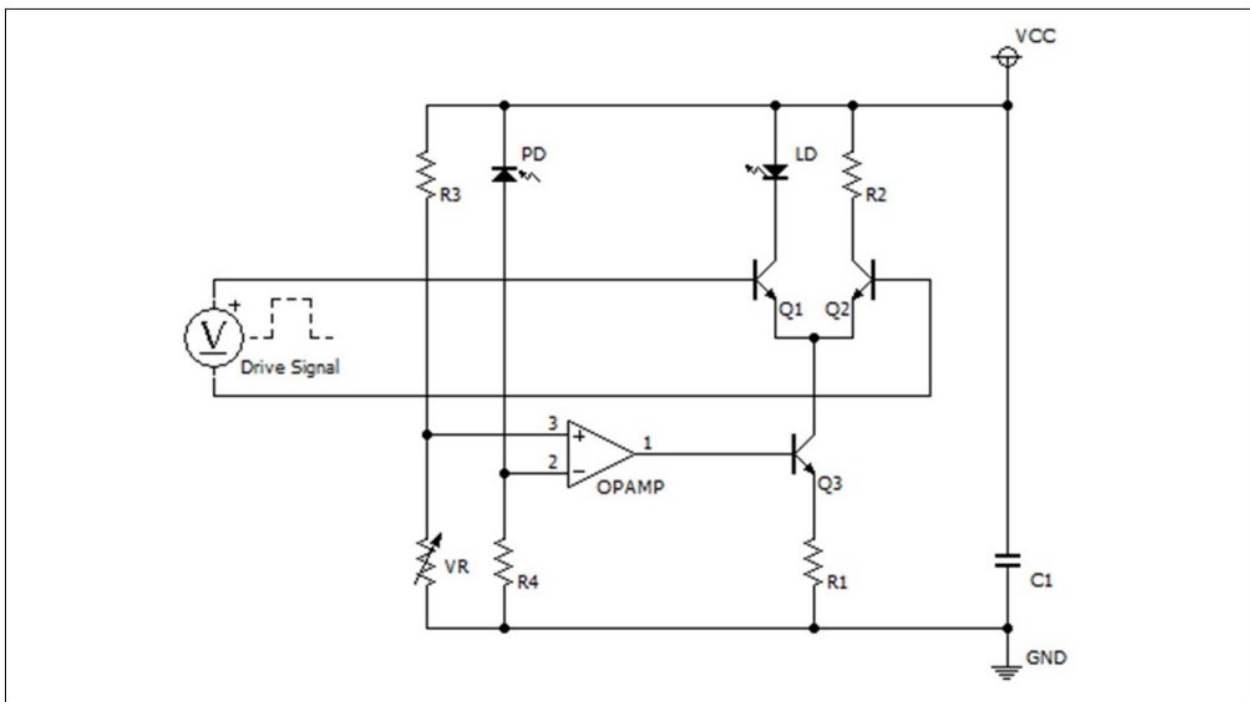 VCC
PD
LD
R3
R2
+
V
Drive Signal
Q1
Q2
3
+
1
2
−
OPAMP
Q3
VR
R4
R1
C1
GND